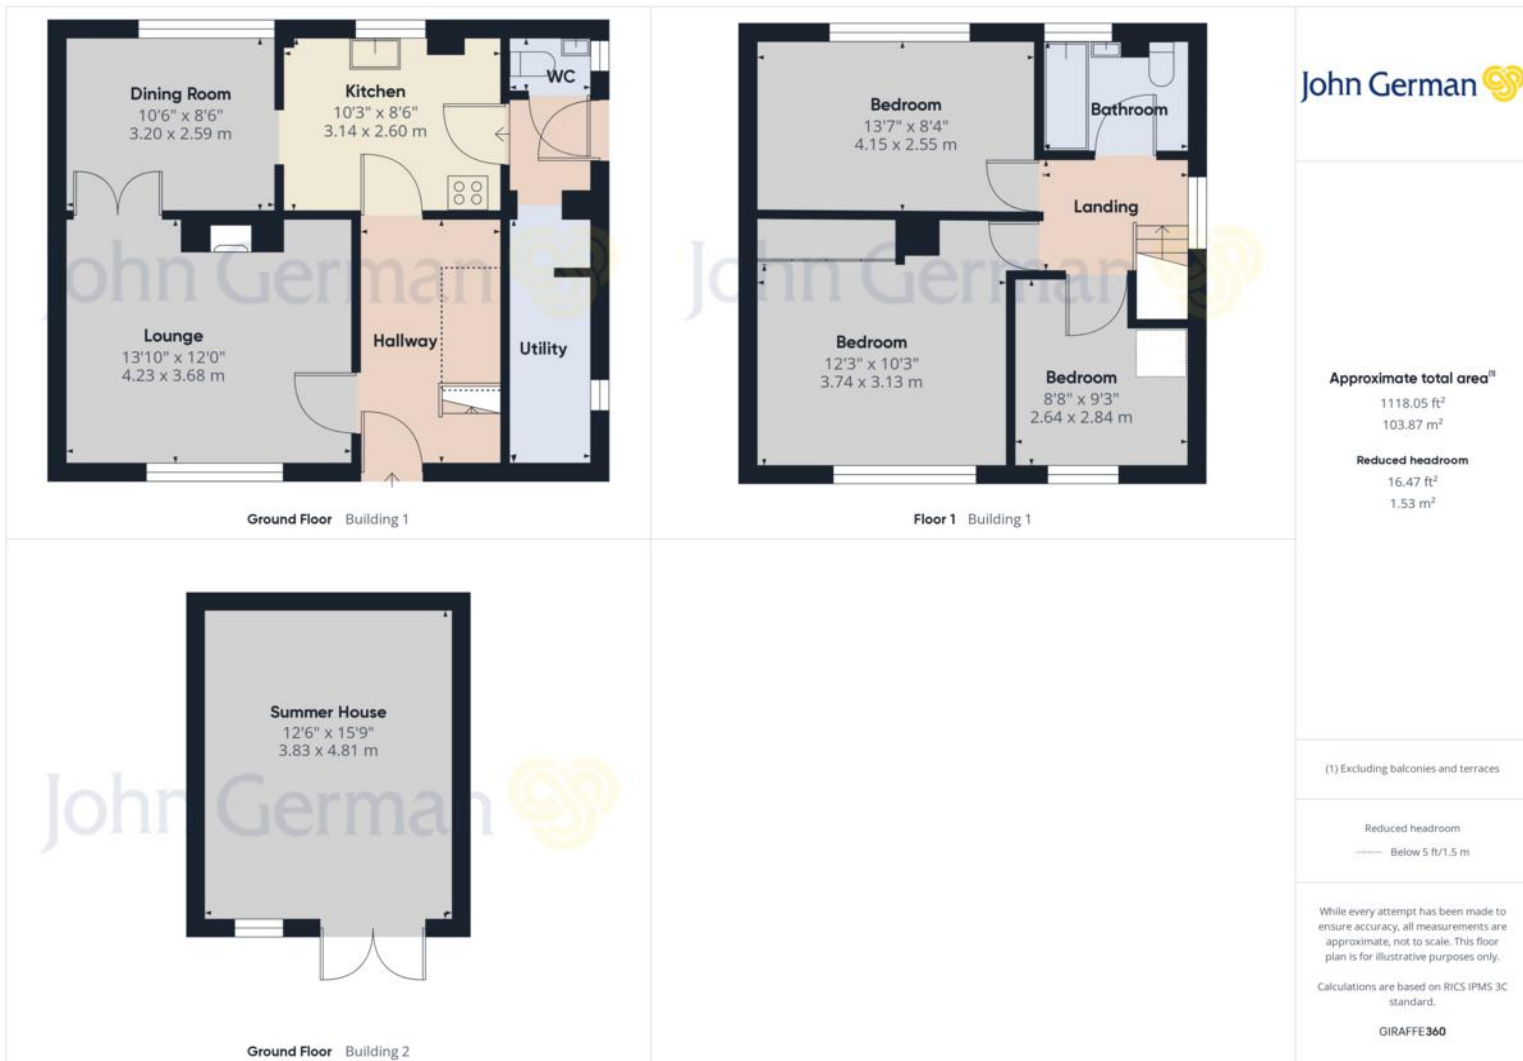 Dining Room
10'6" x 8'6"
3.20 x 2.59 m
Kitchen
10'3" x 8'6"
3.14 x 2.60 m
WC
Lounge
13'10" x 12'0"
4.23 x 3.68 m
Hallway
Utility
John German
Ground Floor Building 1
Bedroom
13'7" x 8'4"
4.15 x 2.55 m
Bathroom
Landing
Bedroom
12'3" x 10'3"
3.74 x 3.13 m
Bedroom
8'8" x 9'3"
2.64 x 2.84 m
John German
Floor 1 Building 1
Summer House
12'6" x 15'9"
3.83 x 4.81 m
John German
Ground Floor Building 2
John German
Approximate total area(1)
1118.05 ft²
103.87 m²
Reduced headroom
16.47 ft²
1.53 m²
(1) Excluding balconies and terraces
Reduced headroom
Below 5 ft/1.5 m
While every attempt has been made to
ensure accuracy, all measurements are
approximate, not to scale. This floor
plan is for illustrative purposes only.
Calculations are based on RICS IPMS 3C
standard.
GIRAFFE360